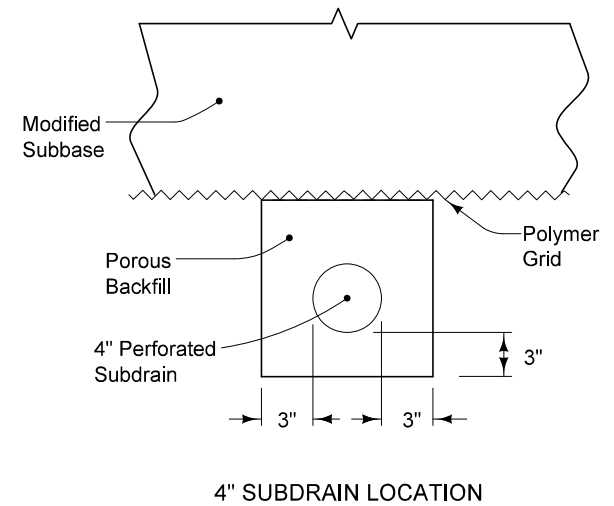 Modified
Subbase
Polymer
Grid
Porous
Backfill
4" Perforated
Subdrain
3"
3"
3"
4" SUBDRAIN LOCATION